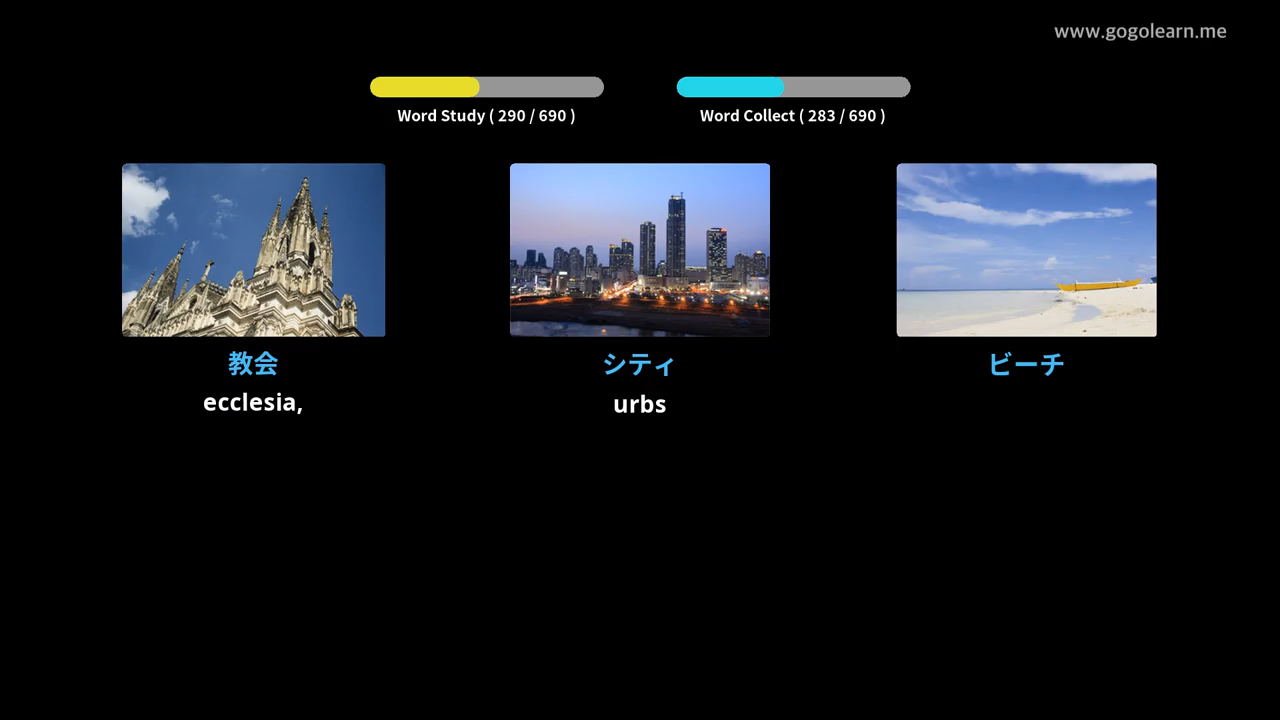 www.gogolearn.me
Word Study ( 290 / 690 )
Word Collect ( 283 / 690 )
教会
シティ
ビーチ
ecclesia,
urbs